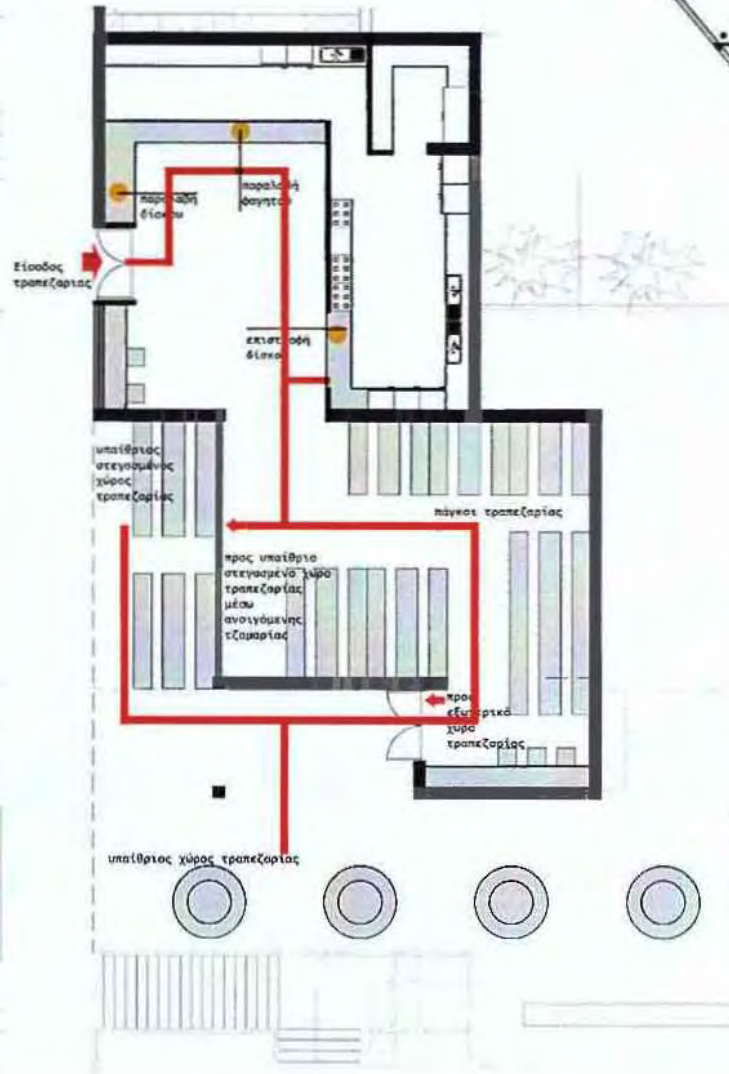 παραλαβή
δίσκου
παραλαβή
φαγητού
Είσοδος
τραπεζαρίας
επιστροφή
δίσκου
υπαίθριος
στεγασμένος
χώρος
τραπεζαρίας
πάγκοι τραπεζαρίας
προς υπαίθριο
στεγασμένο χώρο
τραπεζαρίας
μέσω
ανοιγόμενης
τζαμαρίας
προς
εξωτερικό
χώρο
τραπεζαρίας
υπαίθριος χώρος τραπεζαρίας